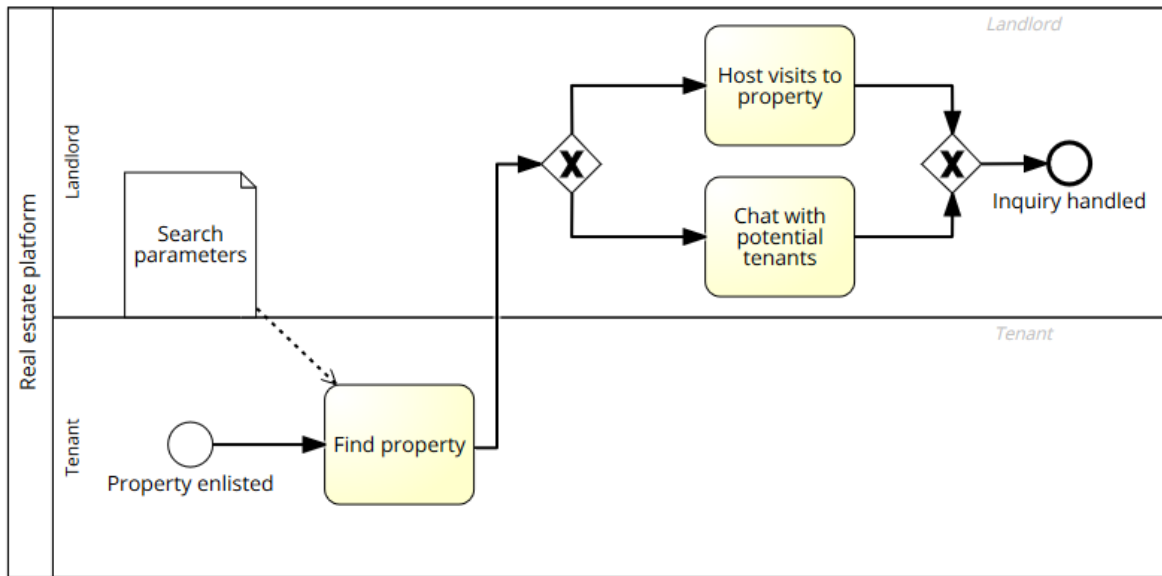 Real estate platform
Landlord
Landlord
Host visits to
property
Search
parameters
Chat with
potential
tenants
Inquiry handled
Tenant
Tenant
Find property
Property enlisted